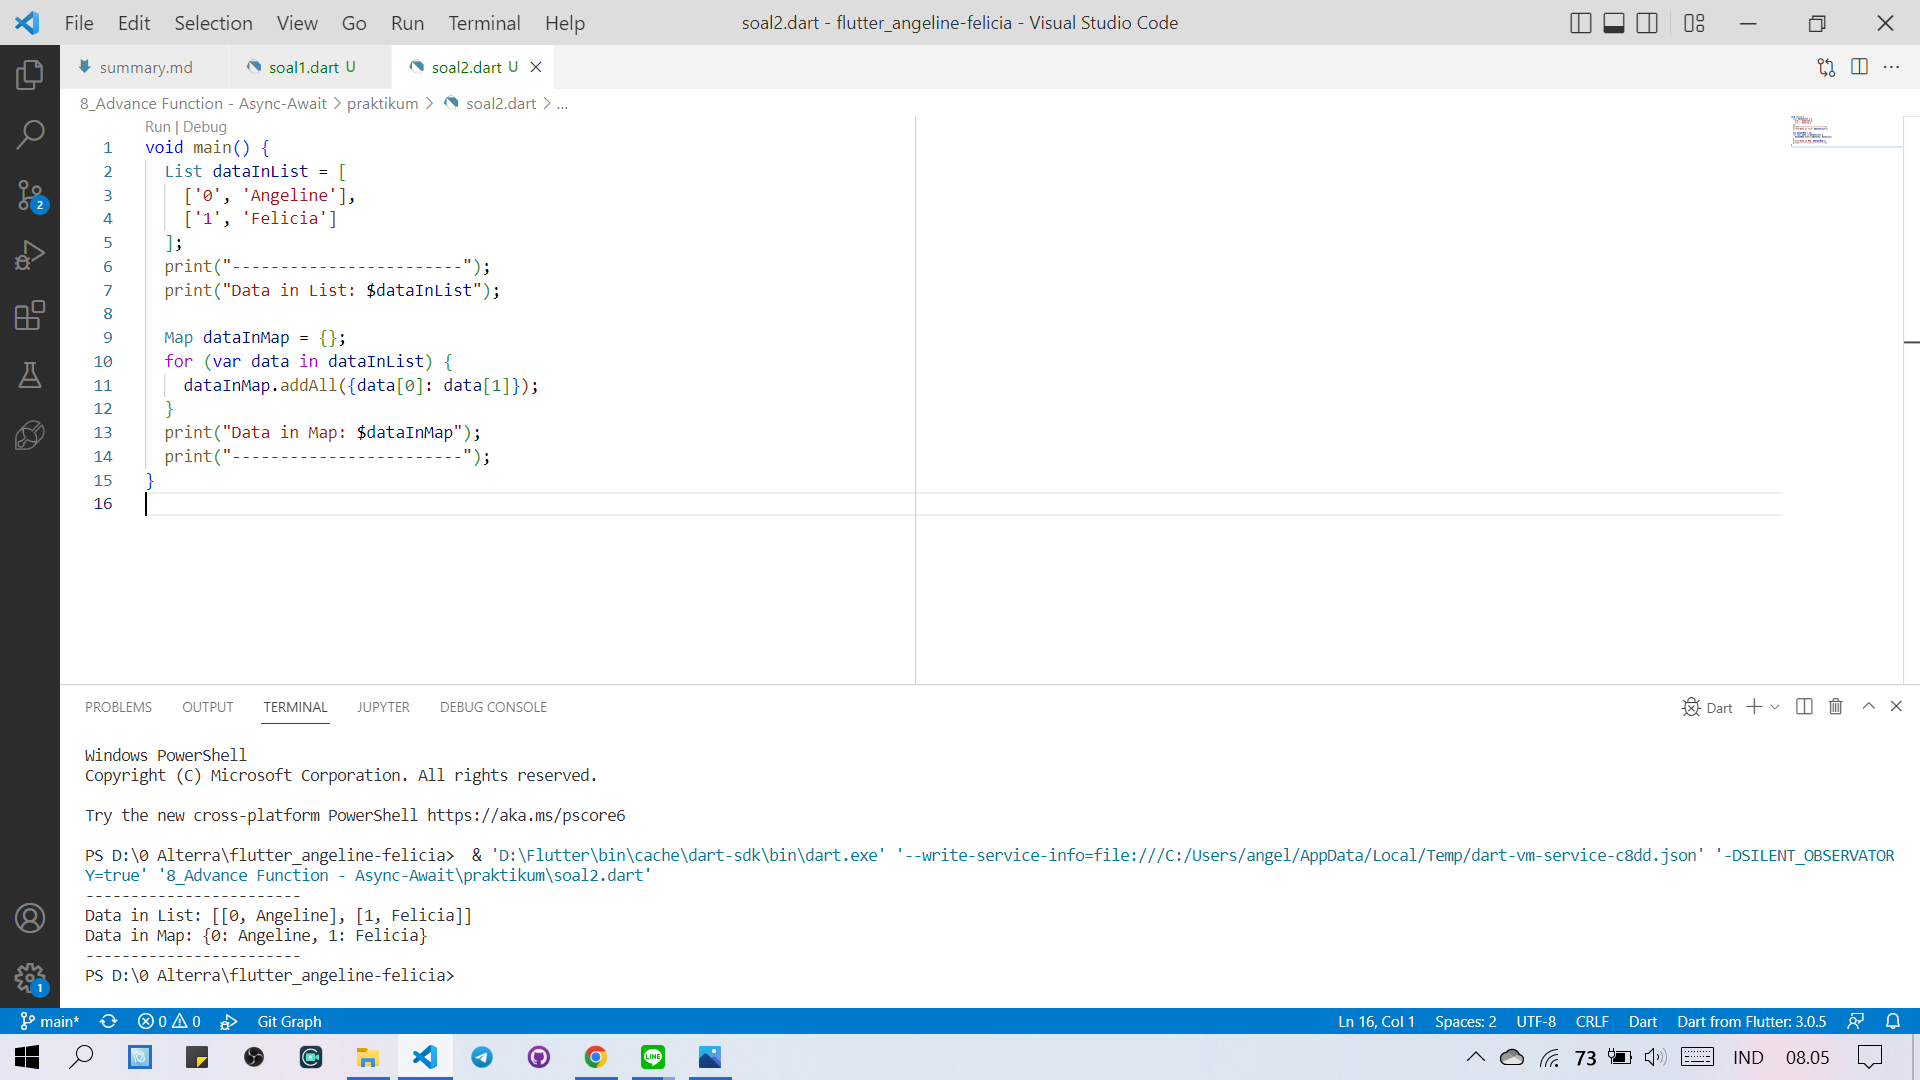 File Edit Selection View Go Run Terminal Help
soal2.dart - flutter_angeline-felicia - Visual Studio Code
summary.md
soal1.dart U
soal2.dart U
8_Advance Function - Async-Await > praktikum > soal2.dart > ...
Run | Debug
1 void main() {
2 List dataInList = [
3 ['0', 'Angeline'],
4 ['1', 'Felicia']
5 ];
6 print("------------------------");
7 print("Data in List: $dataInList");
8
9 Map dataInMap = {};
10 for (var data in dataInList) {
11 dataInMap.addAll({data[0]: data[1]});
12 }
13 print("Data in Map: $dataInMap");
14 print("------------------------");
15 }
16
2
1
PROBLEMS OUTPUT TERMINAL JUPYTER DEBUG CONSOLE
Dart
Windows PowerShell
Copyright (C) Microsoft Corporation. All rights reserved.
Try the new cross-platform PowerShell https://aka.ms/pscore6
PS D:\0 Alterra\flutter_angeline-felicia>  & 'D:\Flutter\bin\cache\dart-sdk\bin\dart.exe' '--write-service-info=file:///C:/Users/angel/AppData/Local/Temp/dart-vm-service-c8dd.json' '-DSILENT_OBSERVATOR
Y=true' '8_Advance Function - Async-Await\praktikum\soal2.dart'
------------------------
Data in List: [[0, Angeline], [1, Felicia]]
Data in Map: {0: Angeline, 1: Felicia}
------------------------
PS D:\0 Alterra\flutter_angeline-felicia>
main* 0 0 Git Graph
Ln 16, Col 1 Spaces: 2 UTF-8 CRLF Dart Dart from Flutter: 3.0.5
LINE
73 IND 08.05